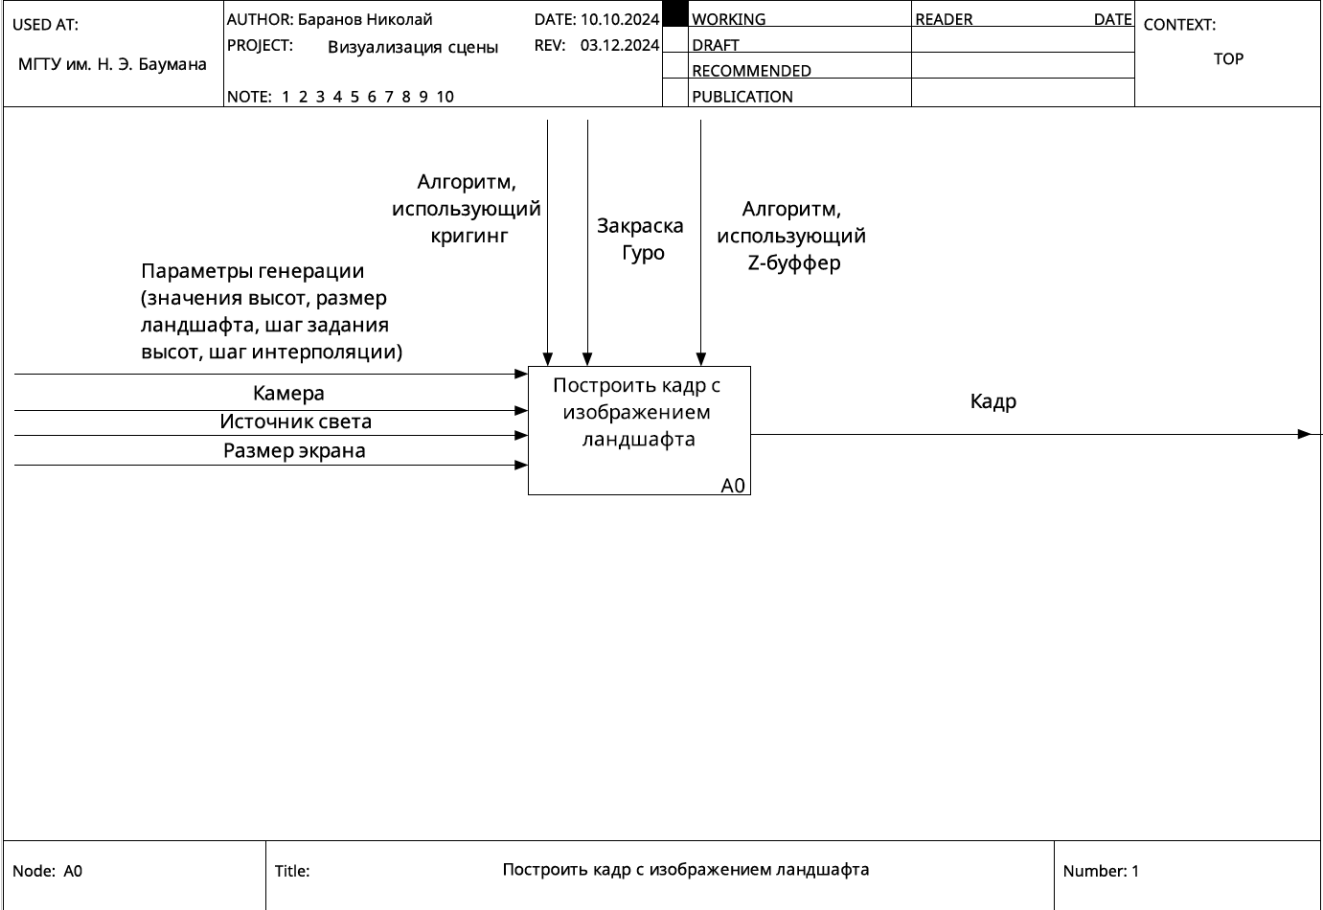 USED AT:
МГТУ им. Н. Э. Баумана
AUTHOR: Баранов Николай
DATE: 10.10.2024
PROJECT: Визуализация сцены
REV: 03.12.2024
NOTE: 1 2 3 4 5 6 7 8 9 10
WORKING
DRAFT
RECOMMENDED
PUBLICATION
READER
DATE
CONTEXT:
TOP
Алгоритм,
использующий
кригинг
Закраска
Гуро
Алгоритм,
использующий
Z-буффер
Параметры генерации
(значения высот, размер
ландшафта, шаг задания
высот, шаг интерполяции)
Камера
Источник света
Размер экрана
Построить кадр с
изображением
ландшафта
A0
Кадр
Node: A0
Title:
Построить кадр с изображением ландшафта
Number: 1